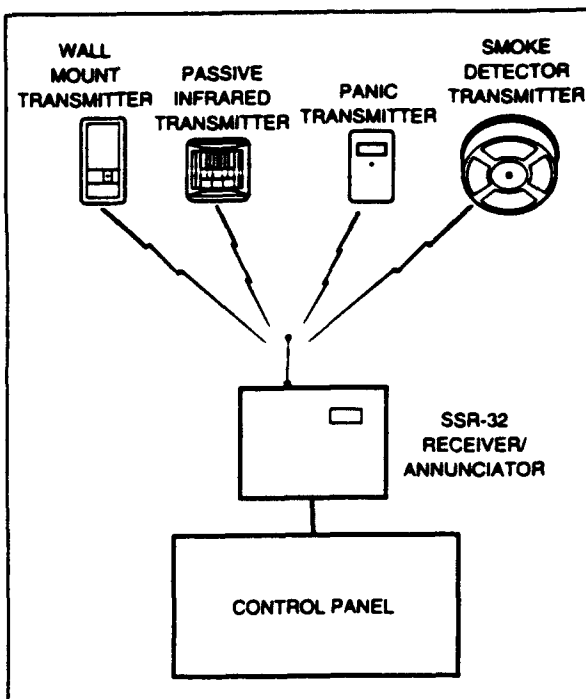 WALL
MOUNT
TRANSMITTER
PASSIVE
INFRARED
TRANSMITTER
PANIC
TRANSMITTER
SMOKE
DETECTOR
TRANSMITTER
SSR-32
RECEIVER/
ANNUNCIATOR
CONTROL PANEL